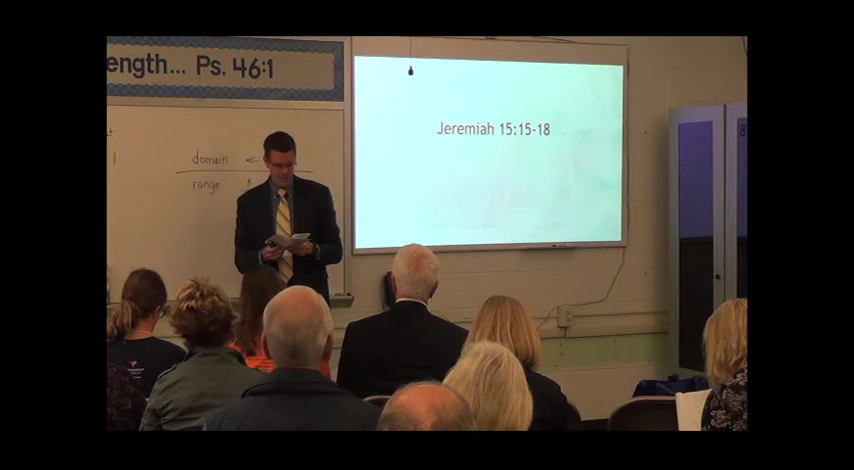 ength... Ps. 46:1
Jeremiah 15:15-18
domain ←
range